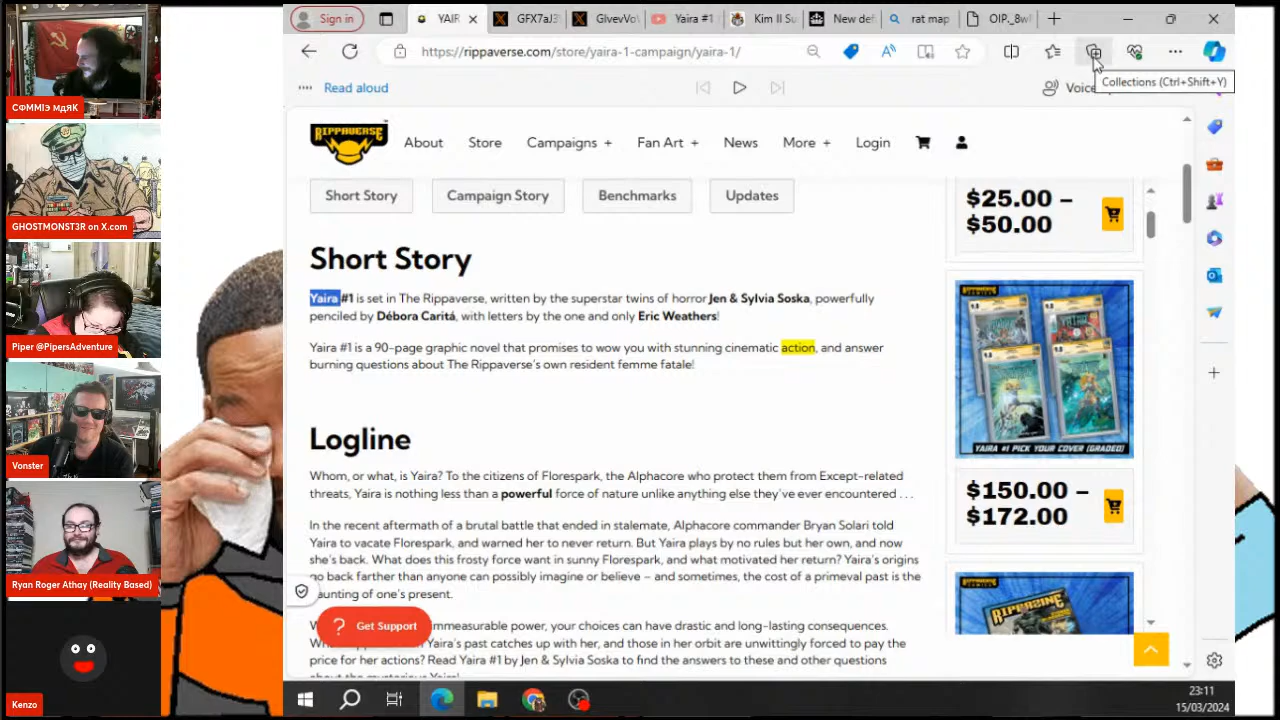 Sign in
YAIR
GFX7aJ3
GlvevVo
Yaira #1
Kim Il Su
New def
rat map
OIP._8wl
https://rippaverse.com/store/yaira-1-campaign/yaira-1/
Collections (Ctrl+Shift+Y)
Read aloud
Voice
RIPPAVERSE
About
Store
Campaigns +
Fan Art +
News
More +
Login
Short Story
Campaign Story
Benchmarks
Updates
$25.00 –
$50.00
Short Story
Yaira #1 is set in The Rippaverse, written by the superstar twins of horror Jen & Sylvia Soska, powerfully
penciled by Débora Caritá, with letters by the one and only Eric Weathers!
Yaira #1 is a 90-page graphic novel that promises to wow you with stunning cinematic action, and answer
burning questions about The Rippaverse's own resident femme fatale!
YAIRA #1 PICK YOUR COVER (GRADED)
$150.00 –
$172.00
Logline
Whom, or what, is Yaira? To the citizens of Florespark, the Alphacore who protect them from Except-related
threats, Yaira is nothing less than a powerful force of nature unlike anything else they've ever encountered . . .
In the recent aftermath of a brutal battle that ended in stalemate, Alphacore commander Bryan Solari told
Yaira to vacate Florespark, and warned her to never return. But Yaira plays by no rules but her own, and now
she's back. What does this frosty force want in sunny Florespark, and what motivated her return? Yaira's origins
go back farther than anyone can possibly imagine or believe – and sometimes, the cost of a primeval past is the
aunting of one's present.
W
mmeasurable power, your choices can have drastic and long-lasting consequences.
Yaira's past catches up with her, and those in her orbit are unwittingly forced to pay the
price for her actions? Read Yaira #1 by Jen & Sylvia Soska to find the answers to these and other questions
about the mysterious Yaira!
? Get Support
RIPPAZINE
23:11
15/03/2024
CФMMIЭ MдЯK
GHOSTMONST3R on X.com
Piper @PipersAdventure
Vonster
Ryan Roger Athay (Reality Based)
Kenzo